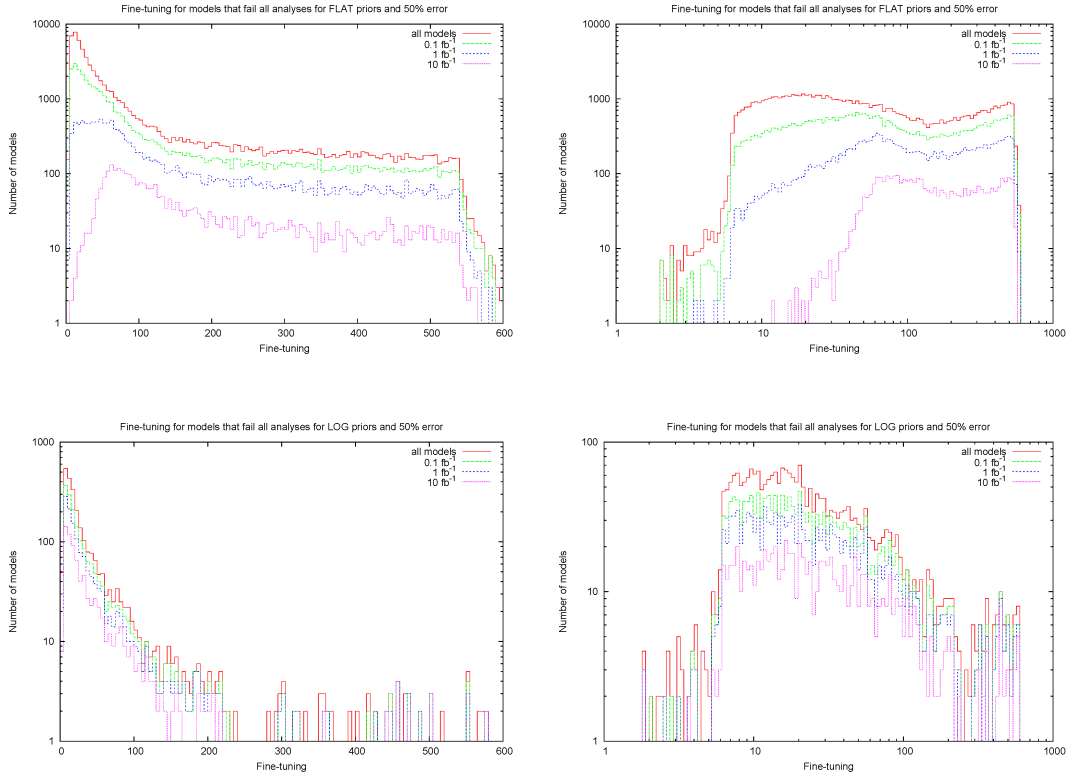 Fine-tuning for models that fail all analyses for FLAT priors and 50% error
Number of models
10000
1000
100
10
1
0 100 200 300 400 500 600
Fine-tuning
all models
0.1 fb⁻¹
1 fb⁻¹
10 fb⁻¹
Fine-tuning for models that fail all analyses for FLAT priors and 50% error
Number of models
10000
1000
100
10
1
1 10 100 1000
Fine-tuning
all models
0.1 fb⁻¹
1 fb⁻¹
10 fb⁻¹
Fine-tuning for models that fail all analyses for LOG priors and 50% error
Number of models
1000
100
10
1
0 100 200 300 400 500 600
Fine-tuning
all models
0.1 fb⁻¹
1 fb⁻¹
10 fb⁻¹
Fine-tuning for models that fail all analyses for LOG priors and 50% error
Number of models
100
10
1
1 10 100 1000
Fine-tuning
all models
0.1 fb⁻¹
1 fb⁻¹
10 fb⁻¹